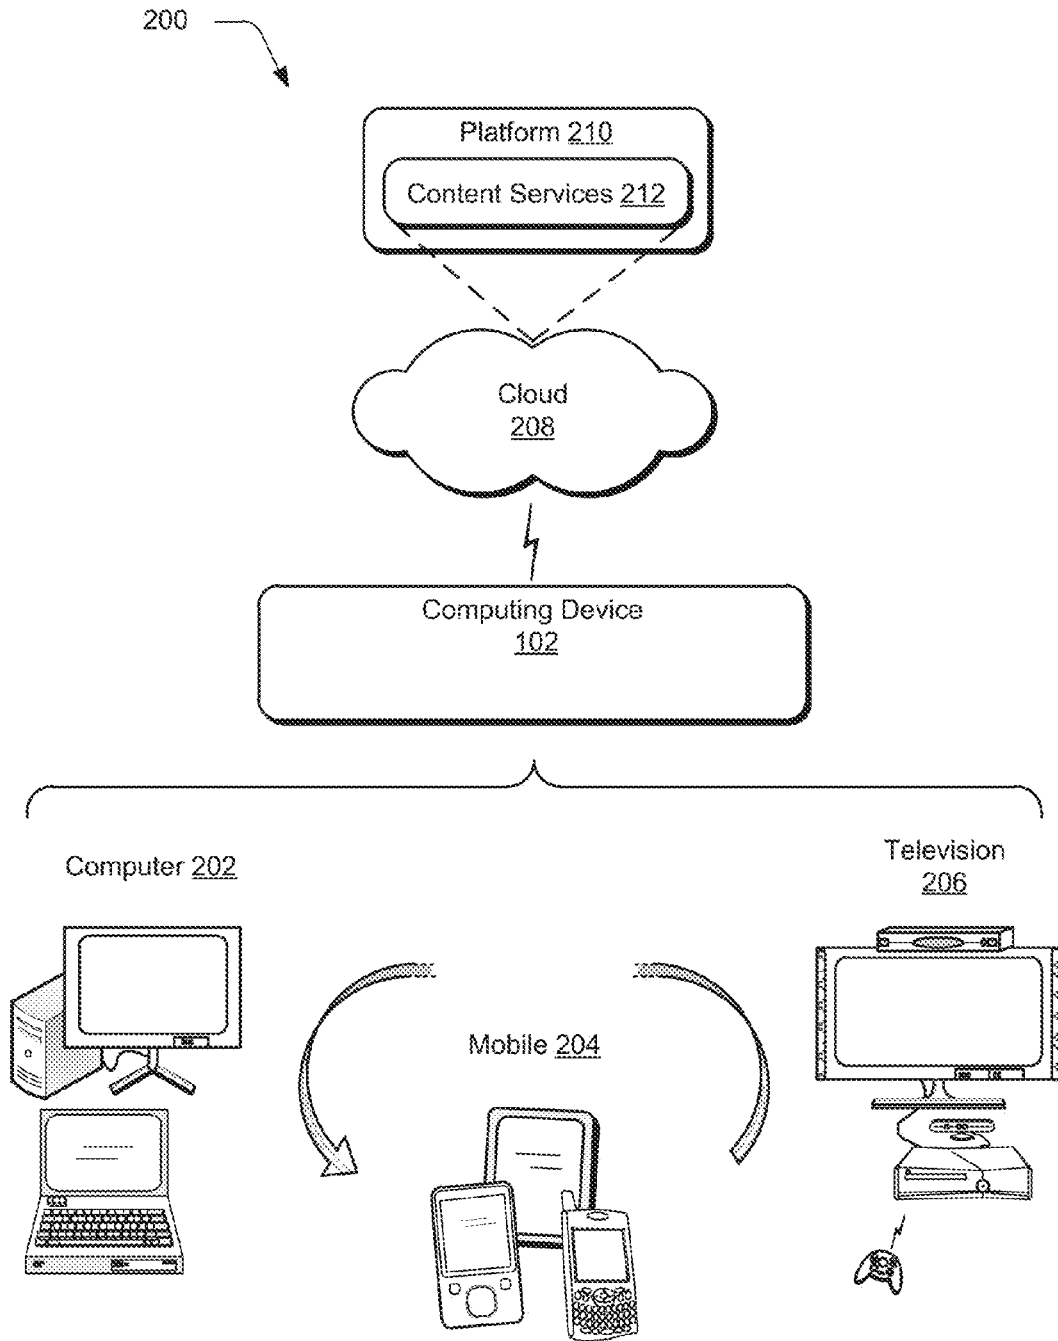 200
Platform 210
Content Services 212
Cloud
208
Computing Device
102
Computer 202
Television
206
Mobile 204